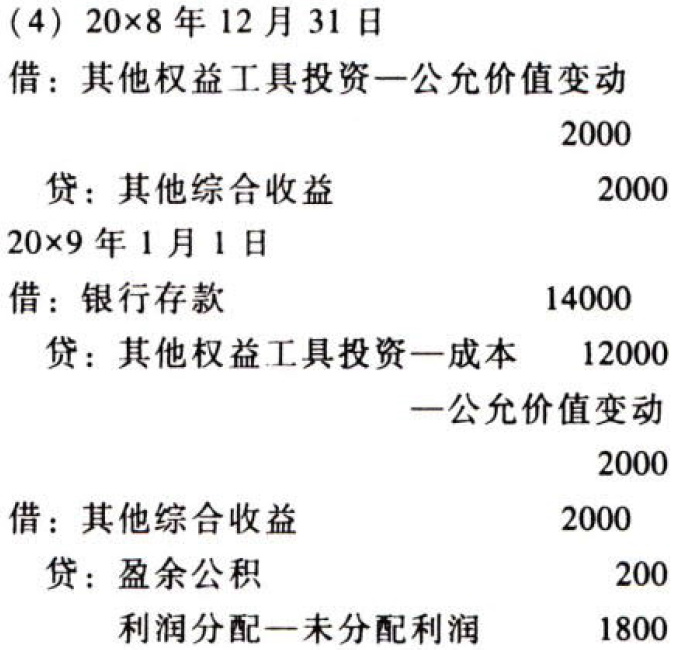 (4) 20×8 年 12 月 31 日
借：其他权益工具投资—公允价值变动
2000
贷：其他综合收益 2000
20×9 年 1 月 1 日
借：银行存款 14000
贷：其他权益工具投资—成本 12000
—公允价值变动
2000
借：其他综合收益 2000
贷：盈余公积 200
利润分配—未分配利润 1800